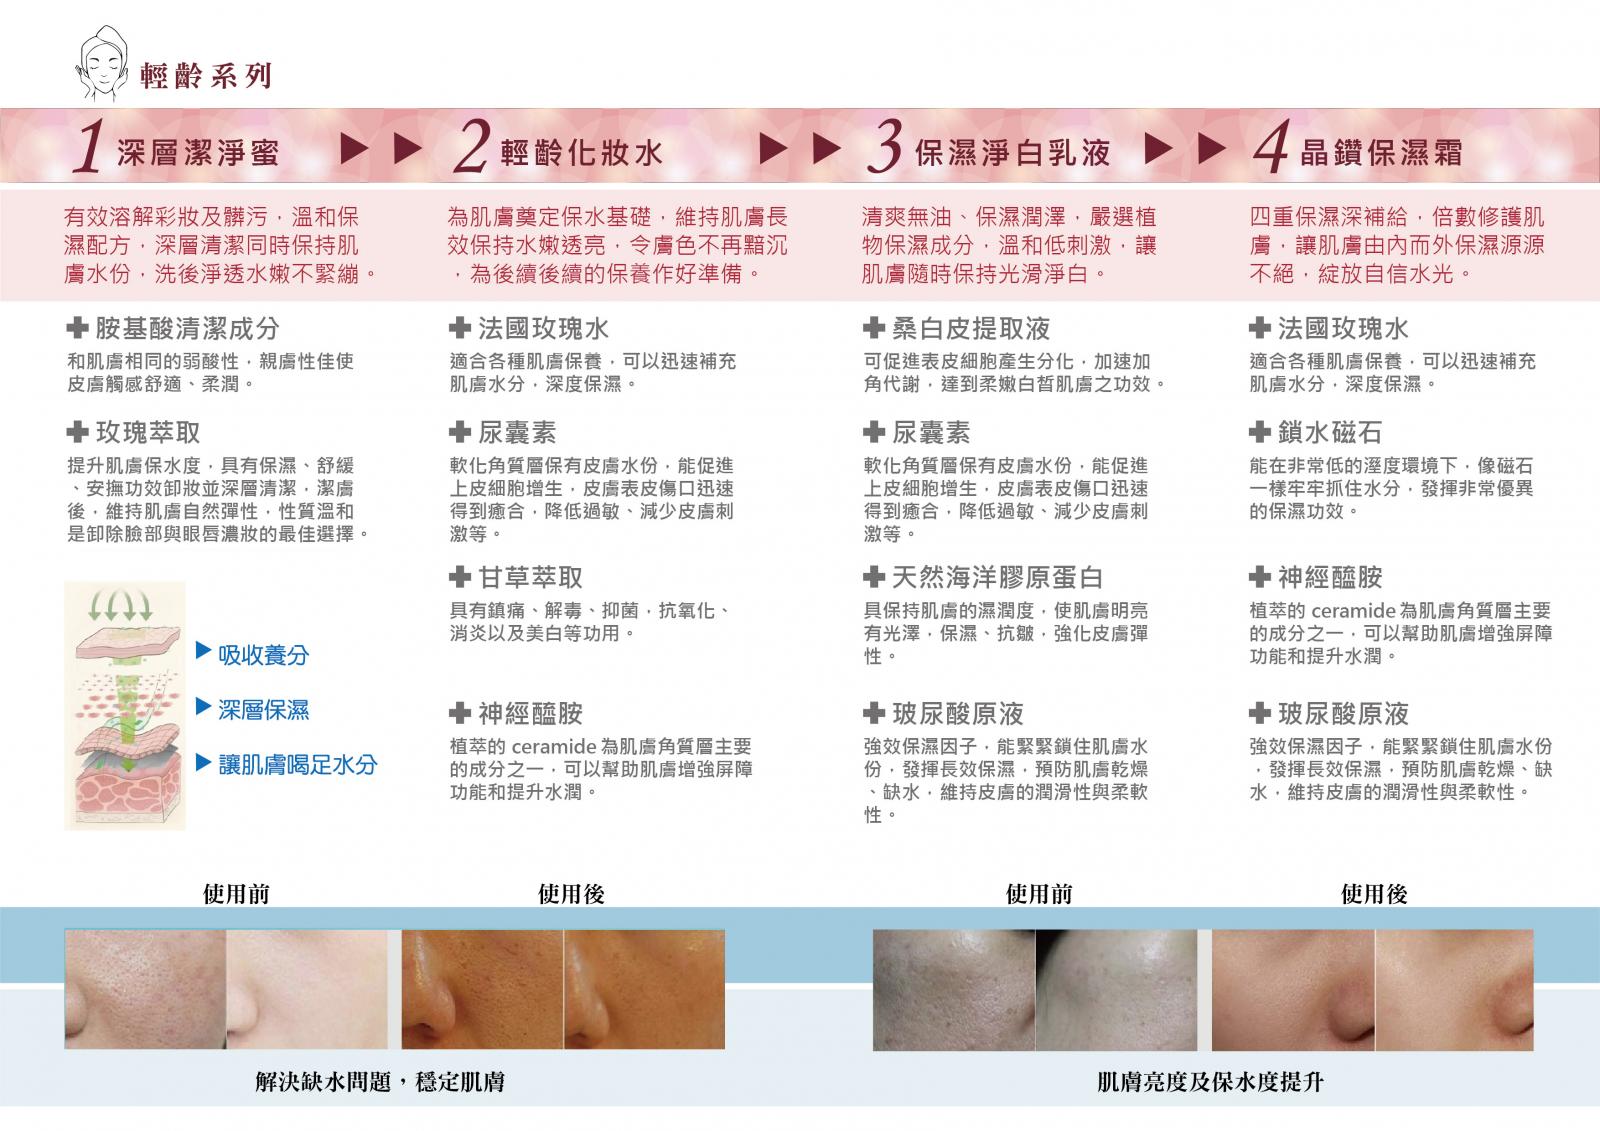 輕齡系列
1 深層潔淨蜜
2 輕齡化妝水
3 保濕淨白乳液
4 晶鑽保濕霜
有效溶解彩妝及髒污，溫和保
濕配方，深層清潔同時保持肌
膚水份，洗後淨透水嫩不緊繃。
為肌膚奠定保水基礎，維持肌膚長
效保持水嫩透亮，令膚色不再黯沉
，為後續後續的保養作好準備。
清爽無油、保濕潤澤，嚴選植
物保濕成分，溫和低刺激，讓
肌膚隨時保持光滑淨白。
四重保濕深補給，倍數修護肌
膚，讓肌膚由內而外保濕源源
不絕，綻放自信水光。
胺基酸清潔成分
和肌膚相同的弱酸性，親膚性佳使
皮膚觸感舒適、柔潤。
玫瑰萃取
提升肌膚保水度，具有保濕、舒緩
、安撫功效卸妝並深層清潔，潔膚
後，維持肌膚自然彈性，性質溫和
是卸除臉部與眼唇濃妝的最佳選擇。
吸收養分
深層保濕
讓肌膚喝足水分
法國玫瑰水
適合各種肌膚保養，可以迅速補充
肌膚水分，深度保濕。
尿囊素
軟化角質層保有皮膚水份，能促進
上皮細胞增生，皮膚表皮傷口迅速
得到癒合，降低過敏、減少皮膚刺
激等。
甘草萃取
具有鎮痛、解毒、抑菌，抗氧化、
消炎以及美白等功用。
神經醯胺
植萃的 ceramide 為肌膚角質層主要
的成分之一，可以幫助肌膚增強屏障
功能和提升水潤。
桑白皮提取液
可促進表皮細胞產生分化，加速加
角代謝，達到柔嫩白皙肌膚之功效。
尿囊素
軟化角質層保有皮膚水份，能促進
上皮細胞增生，皮膚表皮傷口迅速
得到癒合，降低過敏、減少皮膚刺
激等。
天然海洋膠原蛋白
具保持肌膚的濕潤度，使肌膚明亮
有光澤，保濕、抗皺，強化皮膚彈
性。
玻尿酸原液
強效保濕因子，能緊緊鎖住肌膚水
份，發揮長效保濕，預防肌膚乾燥
、缺水，維持皮膚的潤滑性與柔軟
性。
法國玫瑰水
適合各種肌膚保養，可以迅速補充
肌膚水分，深度保濕。
鎖水磁石
能在非常低的溼度環境下，像磁石
一樣牢牢抓住水分，發揮非常優異
的保濕功效。
神經醯胺
植萃的 ceramide 為肌膚角質層主要
的成分之一，可以幫助肌膚增強屏障
功能和提升水潤。
玻尿酸原液
強效保濕因子，能緊緊鎖住肌膚水份
，發揮長效保濕，預防肌膚乾燥、缺
水，維持皮膚的潤滑性與柔軟性。
使用前
使用後
使用前
使用後
解決缺水問題，穩定肌膚
肌膚亮度及保水度提升